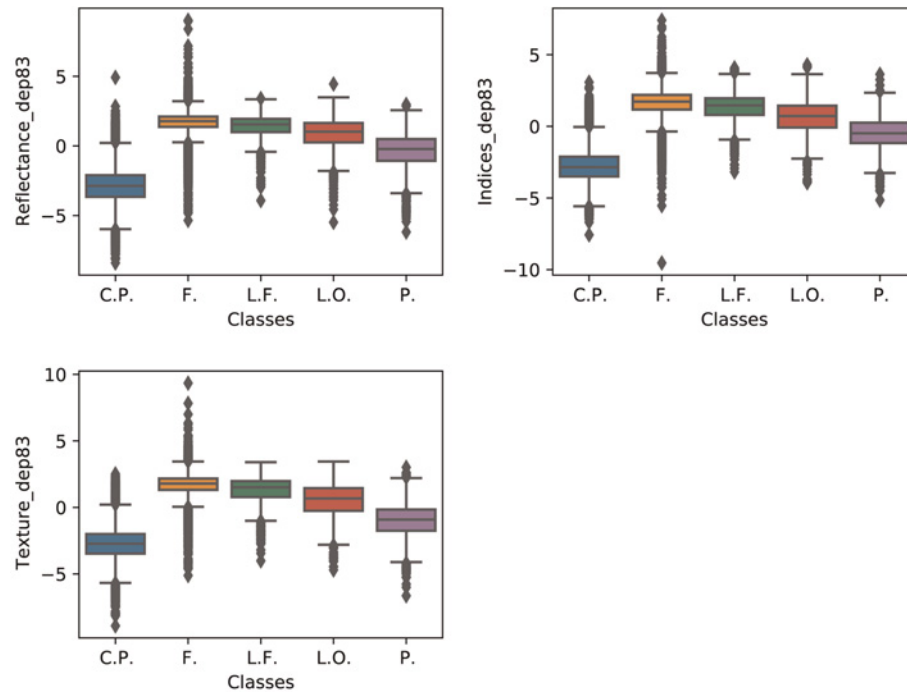 Reflectance_dep83
5
0
−5
C.P. F. L.F. L.O. P.
Classes
Indices_dep83
5
0
−5
−10
C.P. F. L.F. L.O. P.
Classes
Texture_dep83
10
5
0
−5
C.P. F. L.F. L.O. P.
Classes